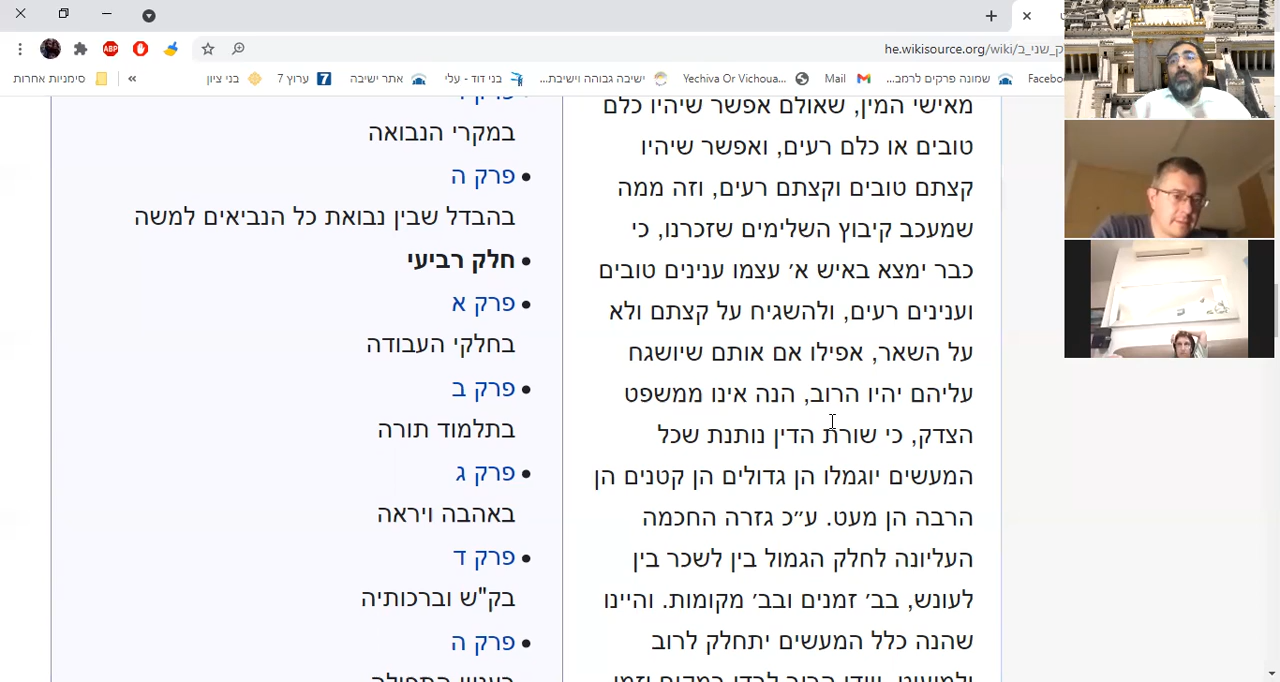 he.wikisource.org/wiki/ק_שני_ב
סימניות אחרות
«
בני ציון
ערוץ 7
אתר ישיבה
בני דוד - עלי
ישיבה גבוהה וישיבת...
Yechiva Or Vichoua...
Mail
שמונה פרקים לרמב...
Facebo
ABP
7
מאישי המין, שאולם אפשר שיהיו כלם
טובים או כלם רעים, ואפשר שיהיו
קצתם טובים וקצתם רעים, וזה ממה
שמעכב קיבוץ השלימים שזכרנו, כי
כבר ימצא באיש א׳ עצמו ענינים טובים
וענינים רעים, ולהשגיח על קצתם ולא
על השאר, אפילו אם אותם שיושגח
עליהם יהיו הרוב, הנה אינו ממשפט
הצדק, כי שורת הדין נותנת שכל
המעשים יוגמלו הן גדולים הן קטנים הן
הרבה הן מעט. ע״כ גזרה החכמה
העליונה לחלק הגמול בין לשכר בין
לעונש, בב׳ זמנים ובב׳ מקומות. והיינו
שהנה כלל המעשים יתחלק לרוב
במקרי הנבואה
פרק ה
בהבדל שבין נבואת כל הנביאים למשה
חלק רביעי
פרק א
בחלקי העבודה
פרק ב
בתלמוד תורה
פרק ג
באהבה ויראה
פרק ד
בק"ש וברכותיה
פרק ה